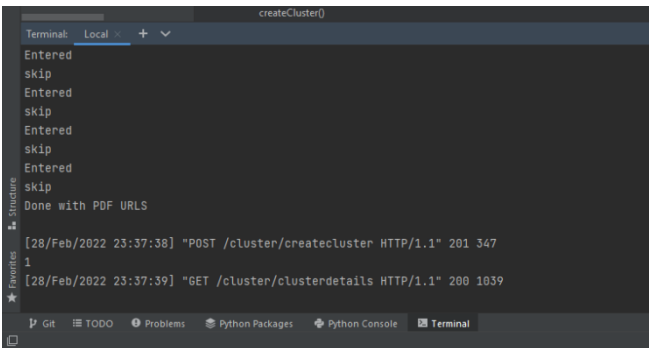 createCluster()
Terminal: Local × +
Entered
skip
Entered
skip
Entered
skip
Entered
skip
Done with PDF URLS
[28/Feb/2022 23:37:38] "POST /cluster/createcluster HTTP/1.1" 201 347
1
[28/Feb/2022 23:37:39] "GET /cluster/clusterdetails HTTP/1.1" 200 1039
Structure
Favorites
Git TODO Problems Python Packages Python Console Terminal